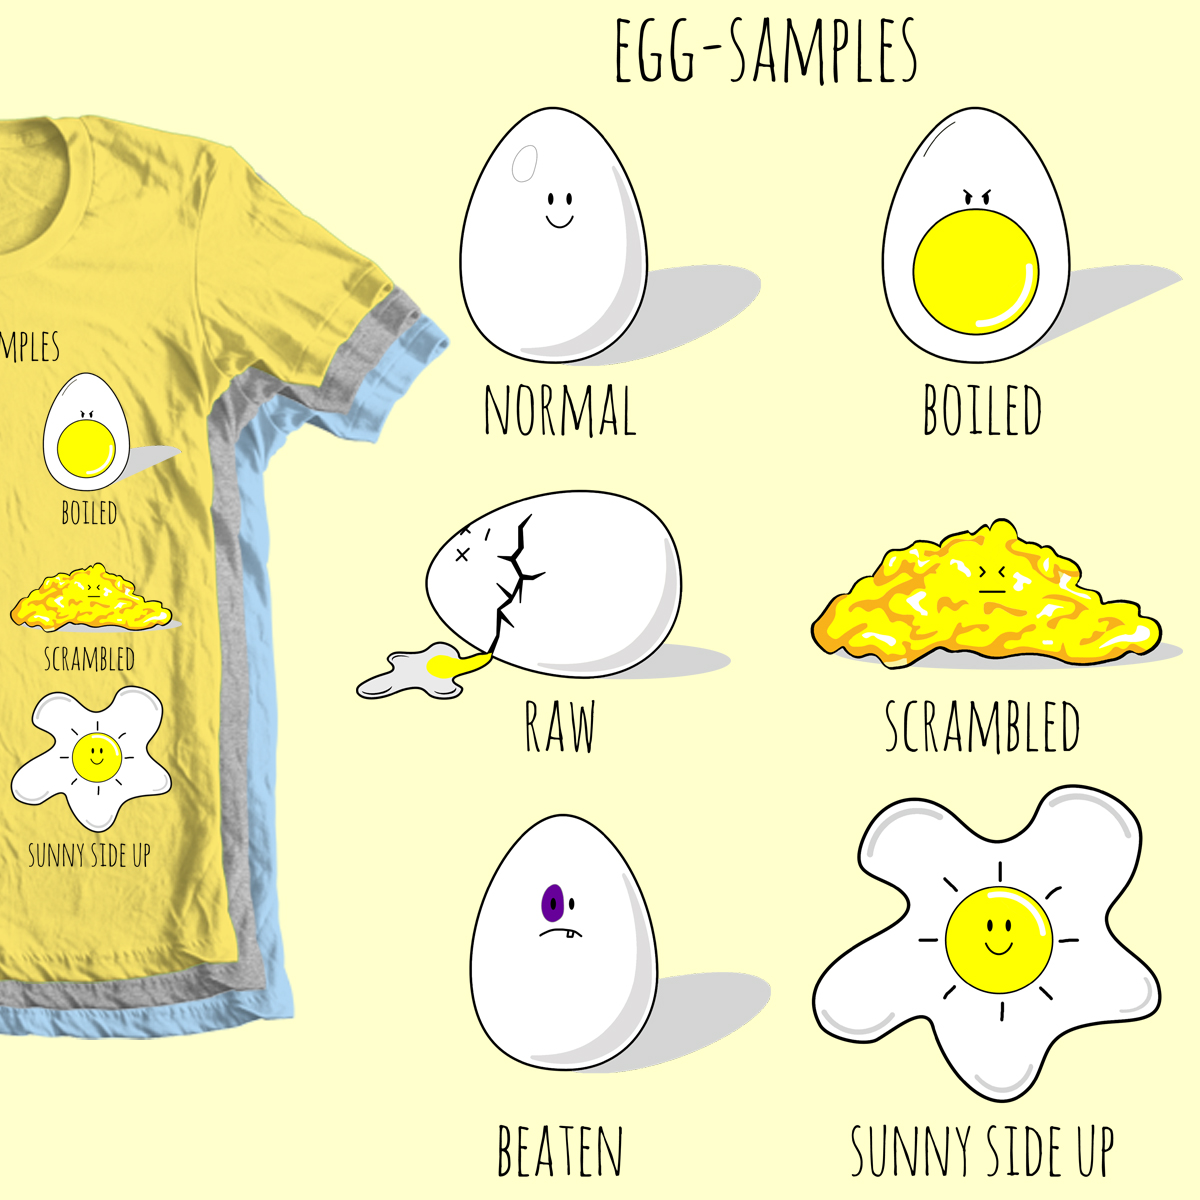 EGG-SAMPLES
NORMAL
BOILED
RAW
SCRAMBLED
BEATEN
SUNNY SIDE UP
MPLES
BOILED
SCRAMBLED
SUNNY SIDE UP